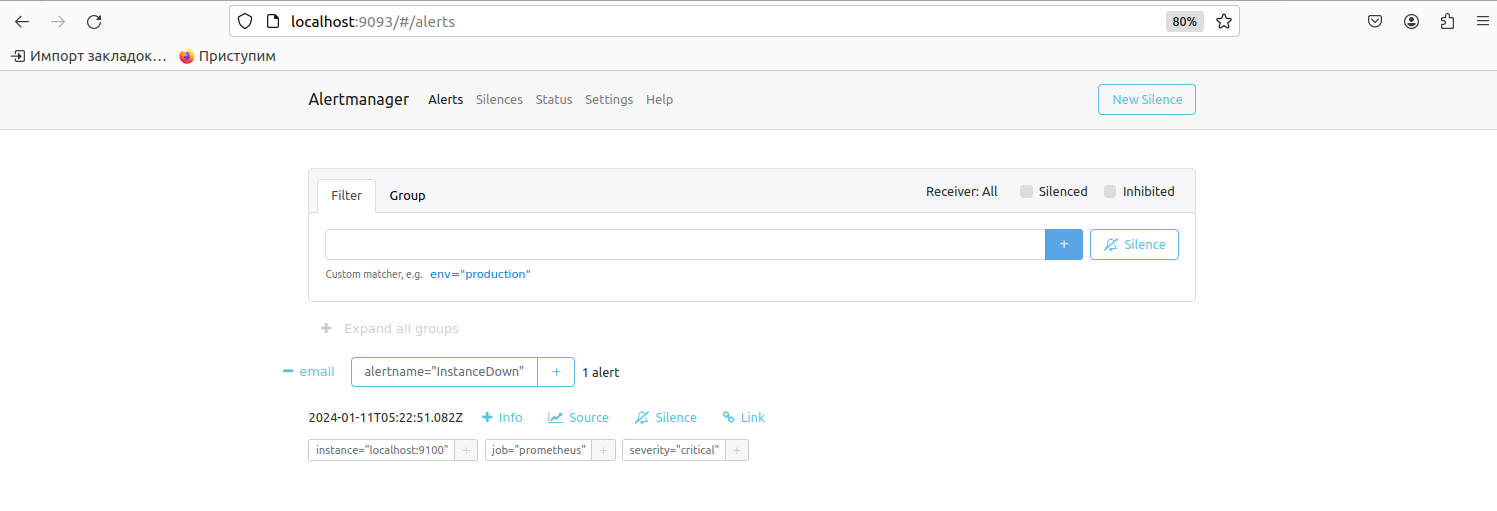 localhost:9093/#/alerts 80%
Импорт закладок… Приступим
Alertmanager Alerts Silences Status Settings Help New Silence
Filter Group Receiver: All Silenced Inhibited
+ Silence
Custom matcher, e.g. env="production"
+ Expand all groups
− email alertname="InstanceDown" + 1 alert
2024-01-11T05:22:51.082Z + Info Source Silence Link
instance="localhost:9100" + job="prometheus" + severity="critical" +